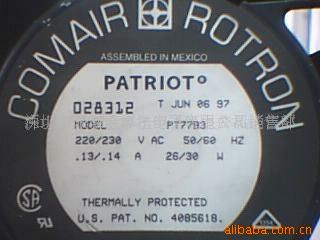 COMAIR ROTRON
ASSEMBLED IN MEXICO
PATRIOT®
028312 T JUN 06 97
MODEL PT77B3
220/230 V AC 50/60 HZ
.13/.14 A 26/30 W
THERMALLY PROTECTED
U.S. PAT. NO. 4085618.
alibaba.com.cn